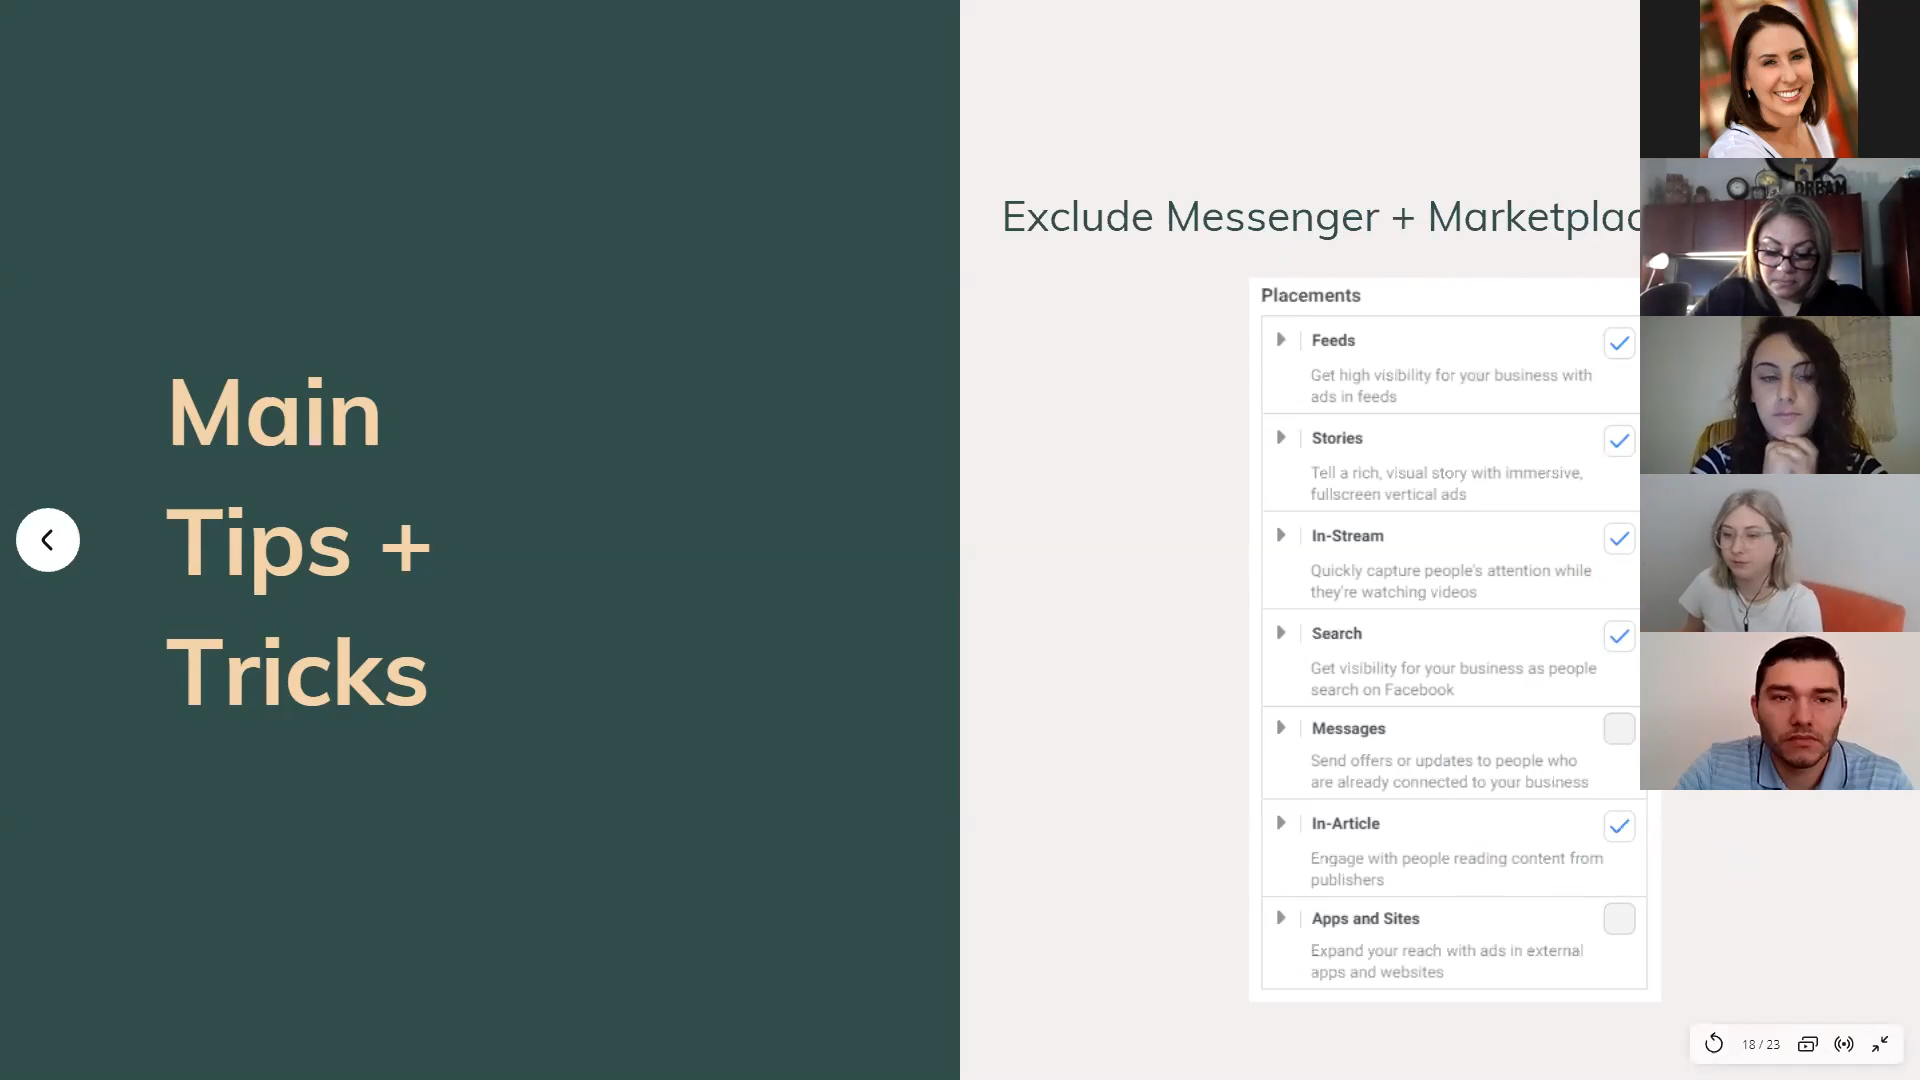 Main
Tips +
Tricks
Exclude Messenger + Marketplac
Placements
Feeds
Get high visibility for your business with
ads in feeds
Stories
Tell a rich, visual story with immersive,
fullscreen vertical ads
In-Stream
Quickly capture people's attention while
they're watching videos
Search
Get visibility for your business as people
search on Facebook
Messages
Send offers or updates to people who
are already connected to your business
In-Article
Engage with people reading content from
publishers
Apps and Sites
Expand your reach with ads in external
apps and websites
DREAM
18 / 23